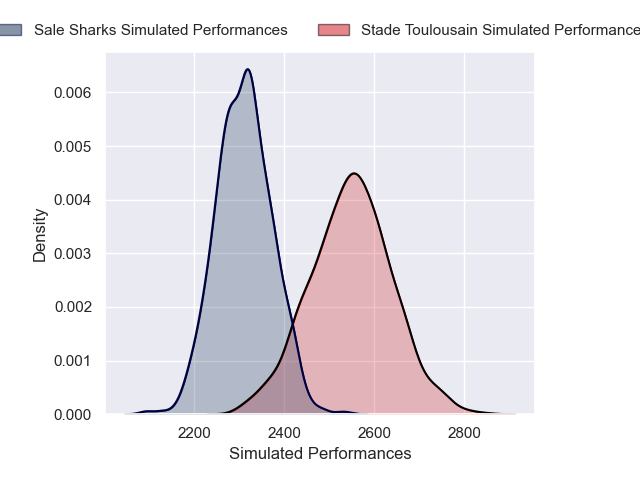 Sale Sharks Simulated Performances
Stade Toulousain Simulated Performance
0.006
0.005
0.004
0.003
0.002
0.001
0.000
Density
2200 2400 2600 2800
Simulated Performances